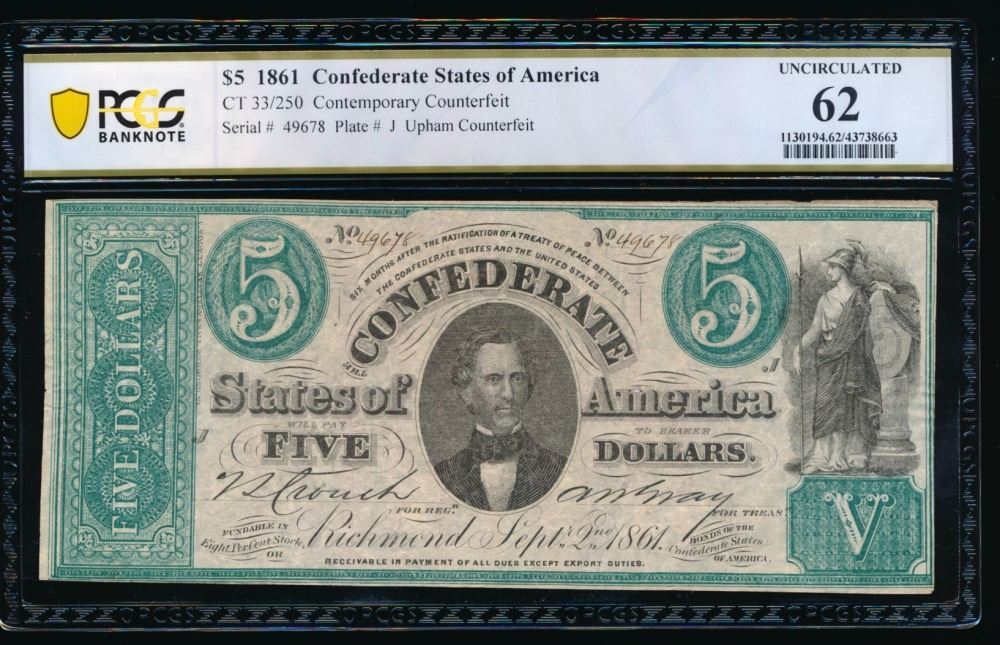 PCGS
BANKNOTE
$5 1861 Confederate States of America
CT 33/250 Contemporary Counterfeit
Serial # 49678 Plate # J Upham Counterfeit
UNCIRCULATED
62
1130194.62/43738663
FIVE DOLLARS
5
No 49678
No 49678
5
SIX MONTHS AFTER THE RATIFICATION OF A TREATY OF PEACE BETWEEN
THE CONFEDERATE STATES AND THE UNITED STATES
THE CONFEDERATE
J
States of America
WILL PAY
TO BEARER
J
FIVE DOLLARS.
FOR REGR
FOR TREASR
FUNDABLE IN
Eight Per Cent Stock,
OR
Richmond Septr. 2nd 1861.
BONDS OF THE
Confederate States
OF AMERICA.
V
RECEIVABLE IN PAYMENT OF ALL DUES EXCEPT EXPORT DUTIES.